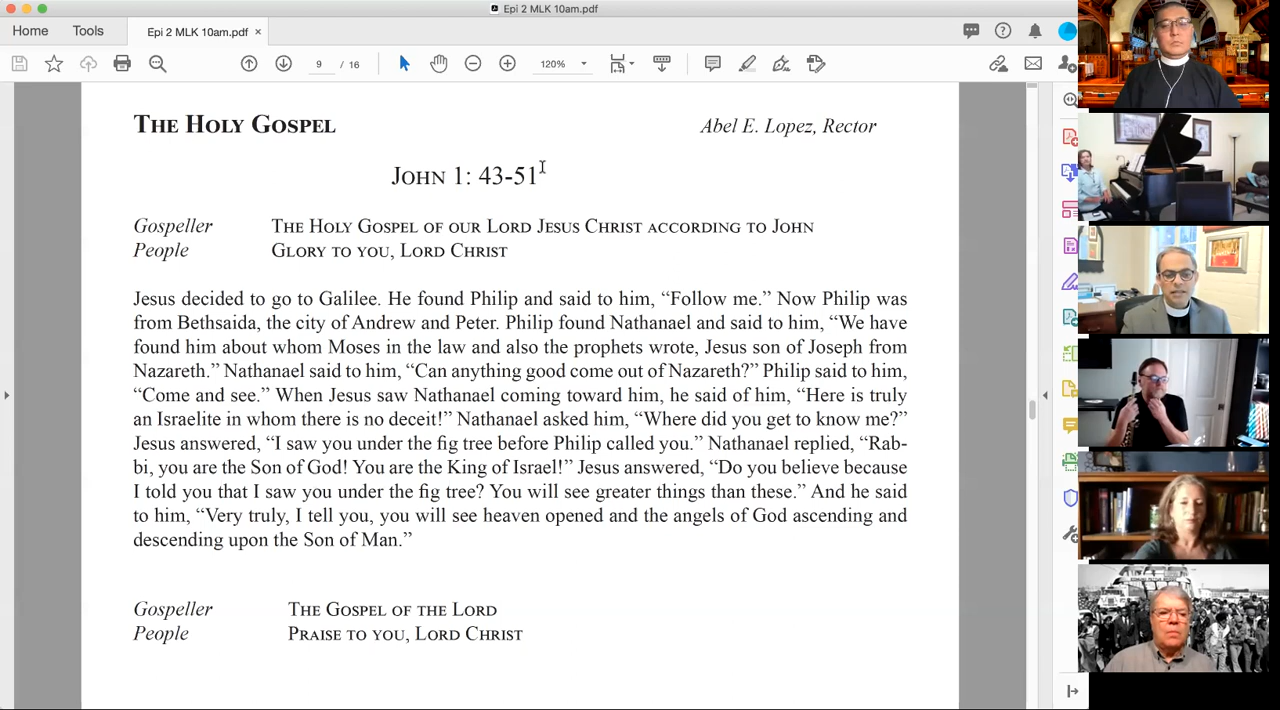 Epi 2 MLK 10am.pdf
Home
Tools
Epi 2 MLK 10am.pdf ×
9 / 16
120%
The Holy Gospel
Abel E. Lopez, Rector
John 1: 43-51
Gospeller The Holy Gospel of our Lord Jesus Christ according to John
People Glory to you, Lord Christ
Jesus decided to go to Galilee. He found Philip and said to him, “Follow me.” Now Philip was
from Bethsaida, the city of Andrew and Peter. Philip found Nathanael and said to him, “We have
found him about whom Moses in the law and also the prophets wrote, Jesus son of Joseph from
Nazareth.” Nathanael said to him, “Can anything good come out of Nazareth?” Philip said to him,
“Come and see.” When Jesus saw Nathanael coming toward him, he said of him, “Here is truly
an Israelite in whom there is no deceit!” Nathanael asked him, “Where did you get to know me?”
Jesus answered, “I saw you under the fig tree before Philip called you.” Nathanael replied, “Rab-
bi, you are the Son of God! You are the King of Israel!” Jesus answered, “Do you believe because
I told you that I saw you under the fig tree? You will see greater things than these.” And he said
to him, “Very truly, I tell you, you will see heaven opened and the angels of God ascending and
descending upon the Son of Man.”
Gospeller The Gospel of the Lord
People Praise to you, Lord Christ